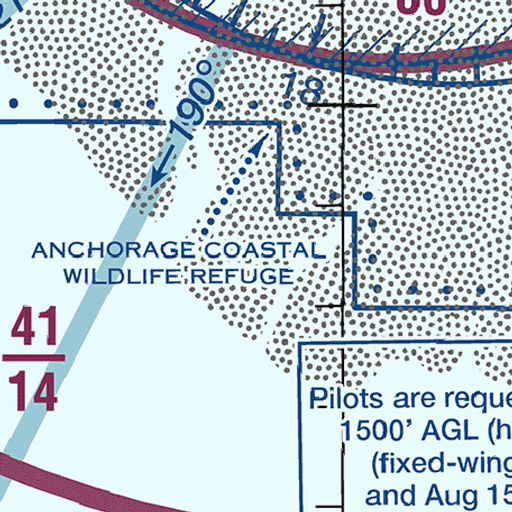 18
190°
ANCHORAGE COASTAL
WILDLIFE REFUGE
41
14
Pilots are reque
1500' AGL (h
(fixed-wing
and Aug 15